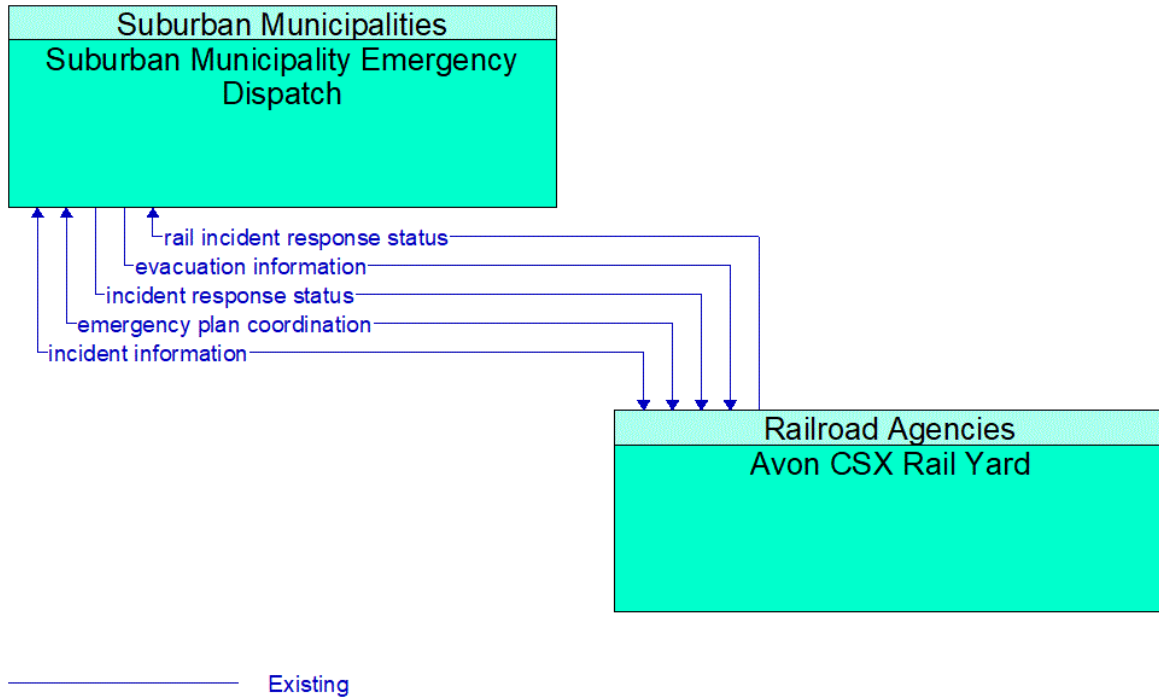 Suburban Municipalities
Suburban Municipality Emergency
Dispatch
rail incident response status
evacuation information
incident response status
emergency plan coordination
incident information
Railroad Agencies
Avon CSX Rail Yard
Existing